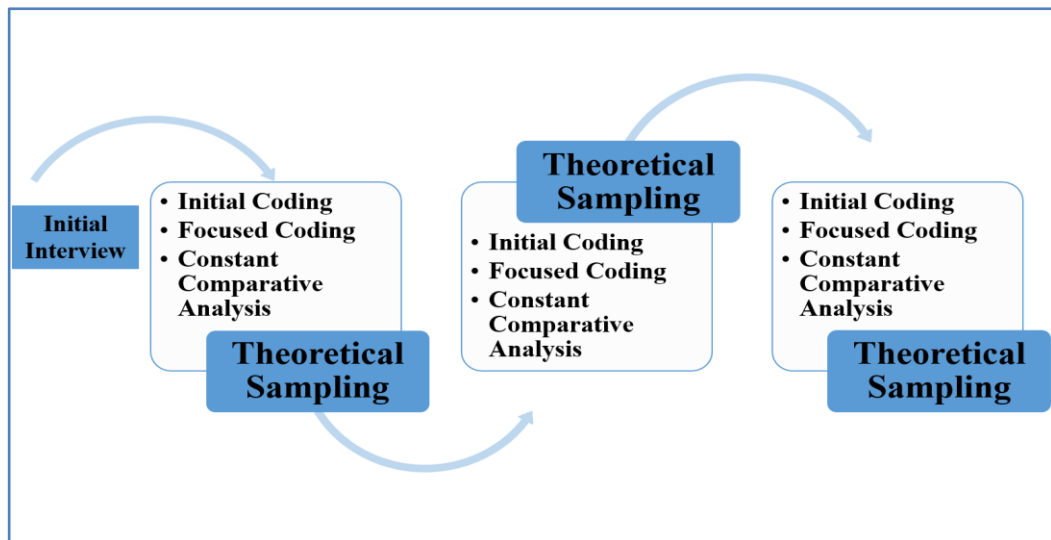 Initial
Interview
• Initial Coding
• Focused Coding
• Constant
Comparative
Analysis
Theoretical
Sampling
Theoretical
Sampling
• Initial Coding
• Focused Coding
• Constant
Comparative
Analysis
• Initial Coding
• Focused Coding
• Constant
Comparative
Analysis
Theoretical
Sampling